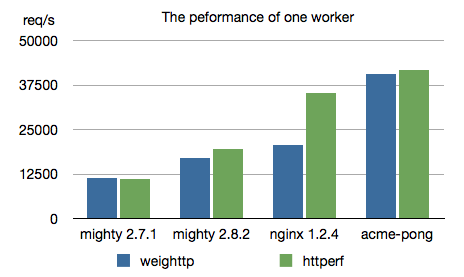 req/s
The peformance of one worker
50000
37500
25000
12500
0
mighty 2.7.1 mighty 2.8.2 nginx 1.2.4 acme-pong
weighttp httperf